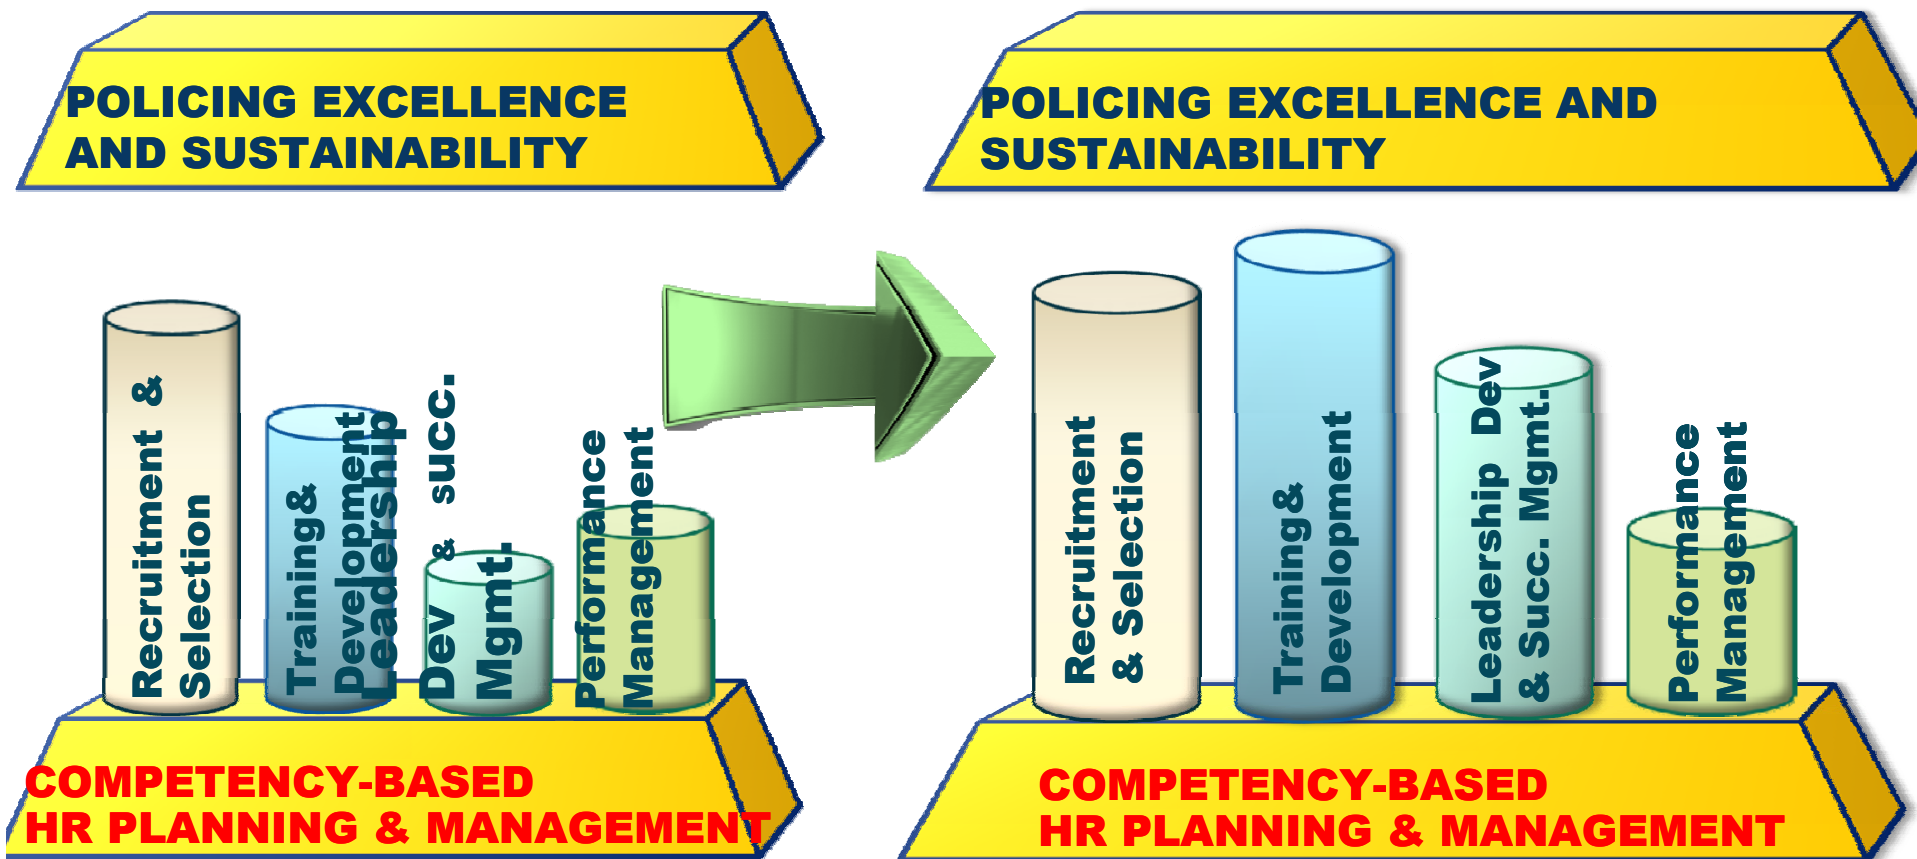 POLICING EXCELLENCE
AND SUSTAINABILITY
POLICING EXCELLENCE AND
SUSTAINABILITY
Recruitment &
Selection
Training&
Development
Leadership
Dev & succ.
Mgmt.
Performance
Management
Recruitment
& Selection
Training&
Development
Leadership Dev
& Succ. Mgmt.
Performance
Management
COMPETENCY-BASED
HR PLANNING & MANAGEMENT
COMPETENCY-BASED
HR PLANNING & MANAGEMENT